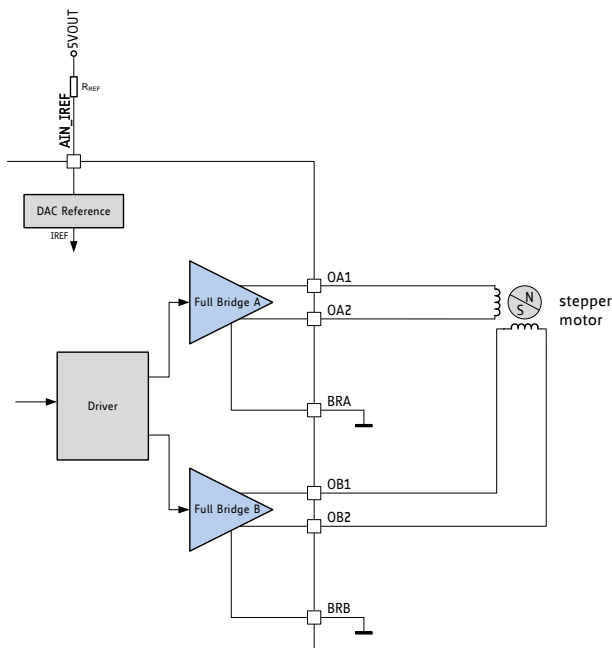 5VOUT
RREF
AIN_IREF
DAC Reference
IREF
Full Bridge A
OA1
OA2
N
S
stepper
motor
Driver
BRA
Full Bridge B
OB1
OB2
BRB